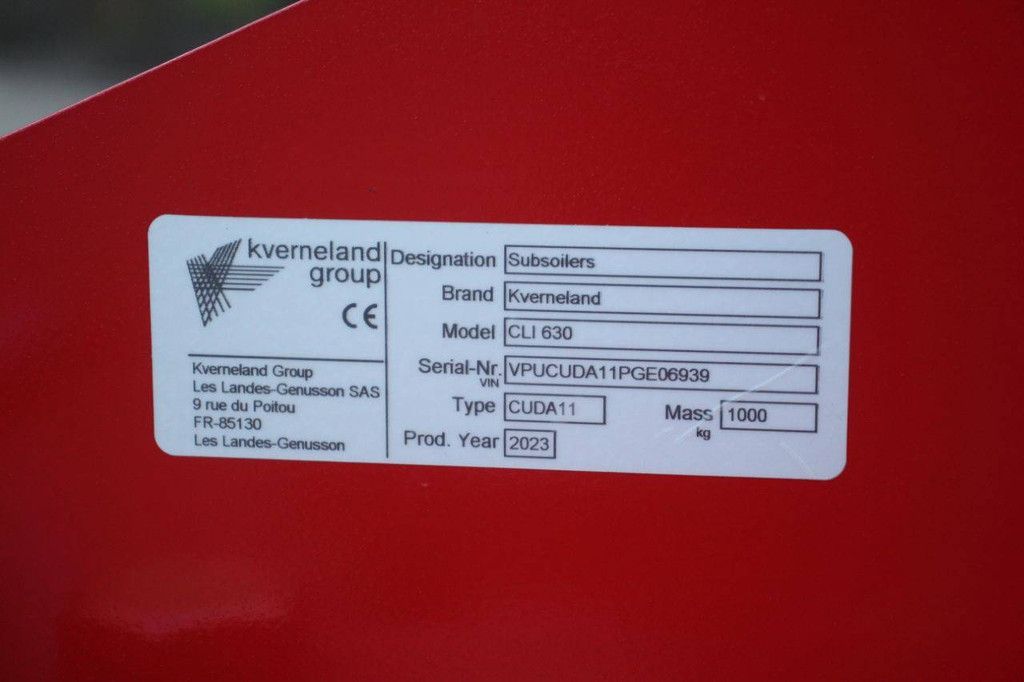 kverneland
group
CE
Kverneland Group
Les Landes-Genusson SAS
9 rue du Poitou
FR-85130
Les Landes-Genusson
Designation Subsoilers
Brand Kverneland
Model CLI 630
Serial-Nr. VPUCUDA11PGE06939
VIN
Type CUDA11 Mass 1000
kg
Prod. Year 2023